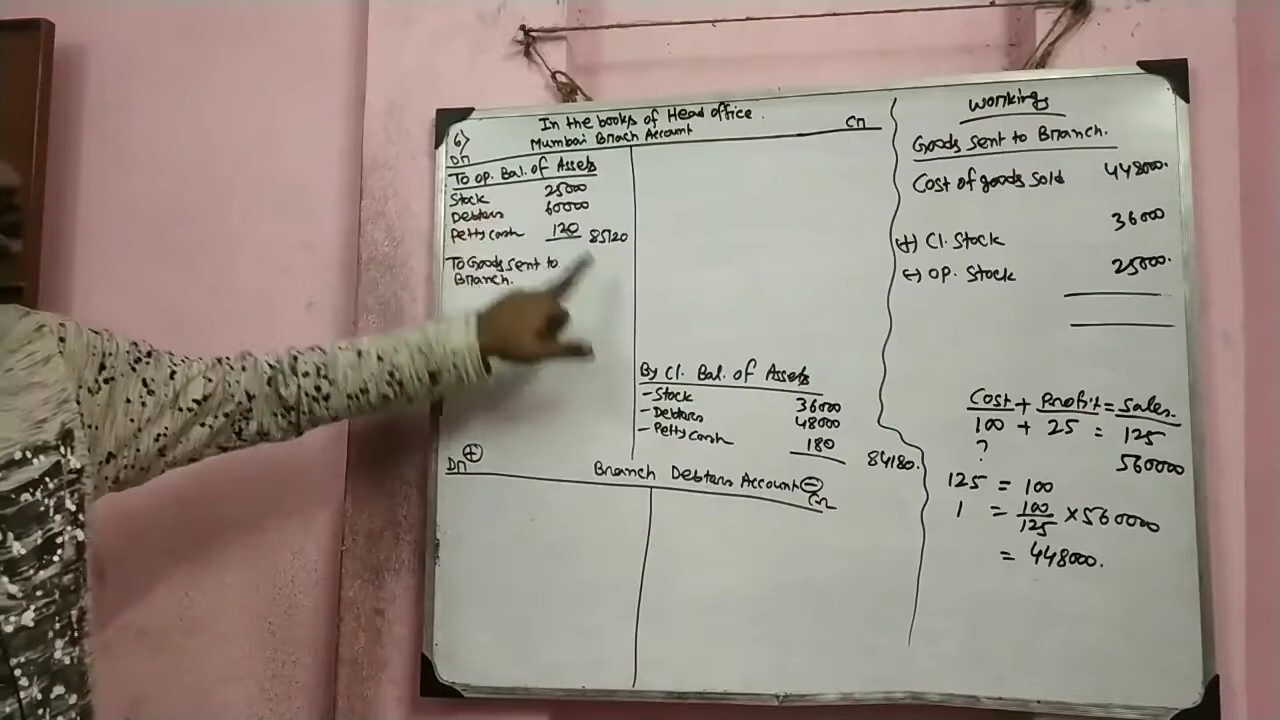 6)
In the books of Head office.
Mumbai Brach Account
Dr
Cr
To op. Bal. of Assets
Stock 25000
Debtors 60000
Petty cash 120 85120
To Goods Sent to
Branch.
By Cl. Bal. of Assets
- Stock 36000
- Debtors 48000
- Petty cash 180
84180.
Dr +
Branch Debtors Account -
Cr
Working
Goods sent to Branch.
Cost of goods sold 448000.
(+) Cl. Stock 36000
(-) Op. Stock 25000.
Cost + Profit = Sales.
100 + 25 = 125
? 560000
125 = 100
1 = 100/125 × 560000
= 448000.